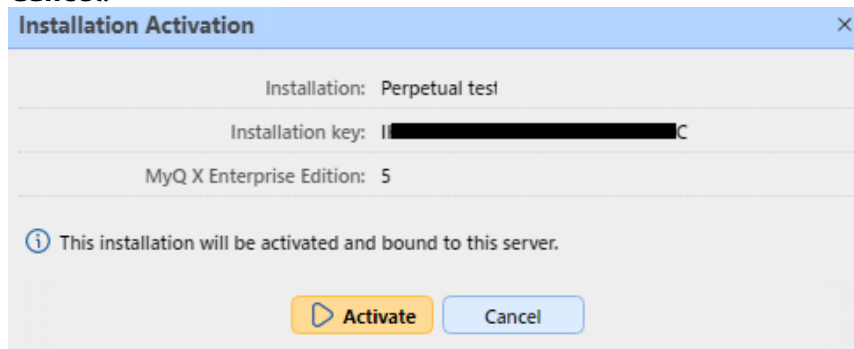 Installation Activation
Installation: Perpetual test
Installation key: C
MyQ X Enterprise Edition: 5
This installation will be activated and bound to this server.
Activate Cancel